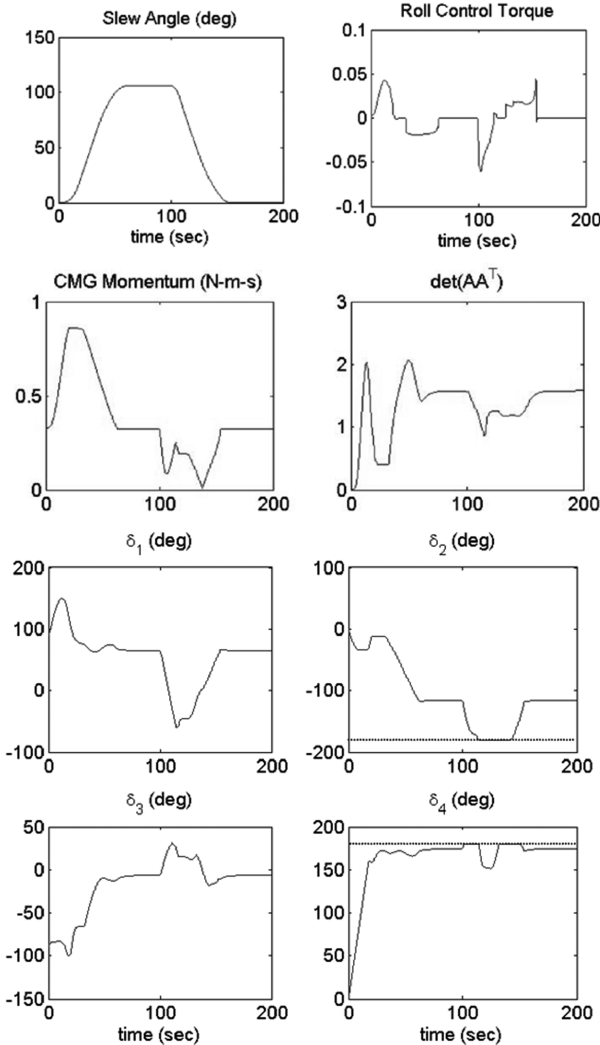 Slew Angle (deg)
150
100
50
0
0 100 200
time (sec)
Roll Control Torque
0.1
0.05
0
-0.05
-0.1
0 100 200
time (sec)
CMG Momentum (N-m-s)
1
0.5
0
0 100 200
det(AAᵀ)
3
2
1
0
0 100 200
δ₁ (deg)
200
100
0
-100
0 100 200
δ₂ (deg)
100
0
-100
-200
0 100 200
δ₃ (deg)
50
0
-50
-100
-150
0 100 200
time (sec)
δ₄ (deg)
200
150
100
50
0
0 100 200
time (sec)